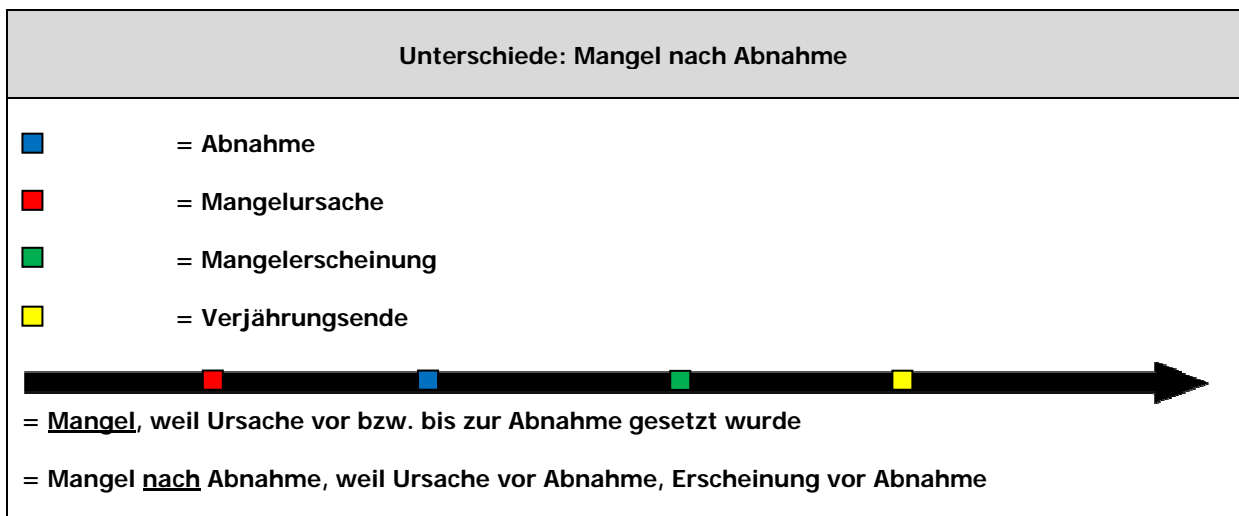 Unterschiede: Mangel nach Abnahme
= Abnahme
= Mangelursache
= Mangelerscheinung
= Verjährungsende
= Mangel, weil Ursache vor bzw. bis zur Abnahme gesetzt wurde
= Mangel nach Abnahme, weil Ursache vor Abnahme, Erscheinung vor Abnahme